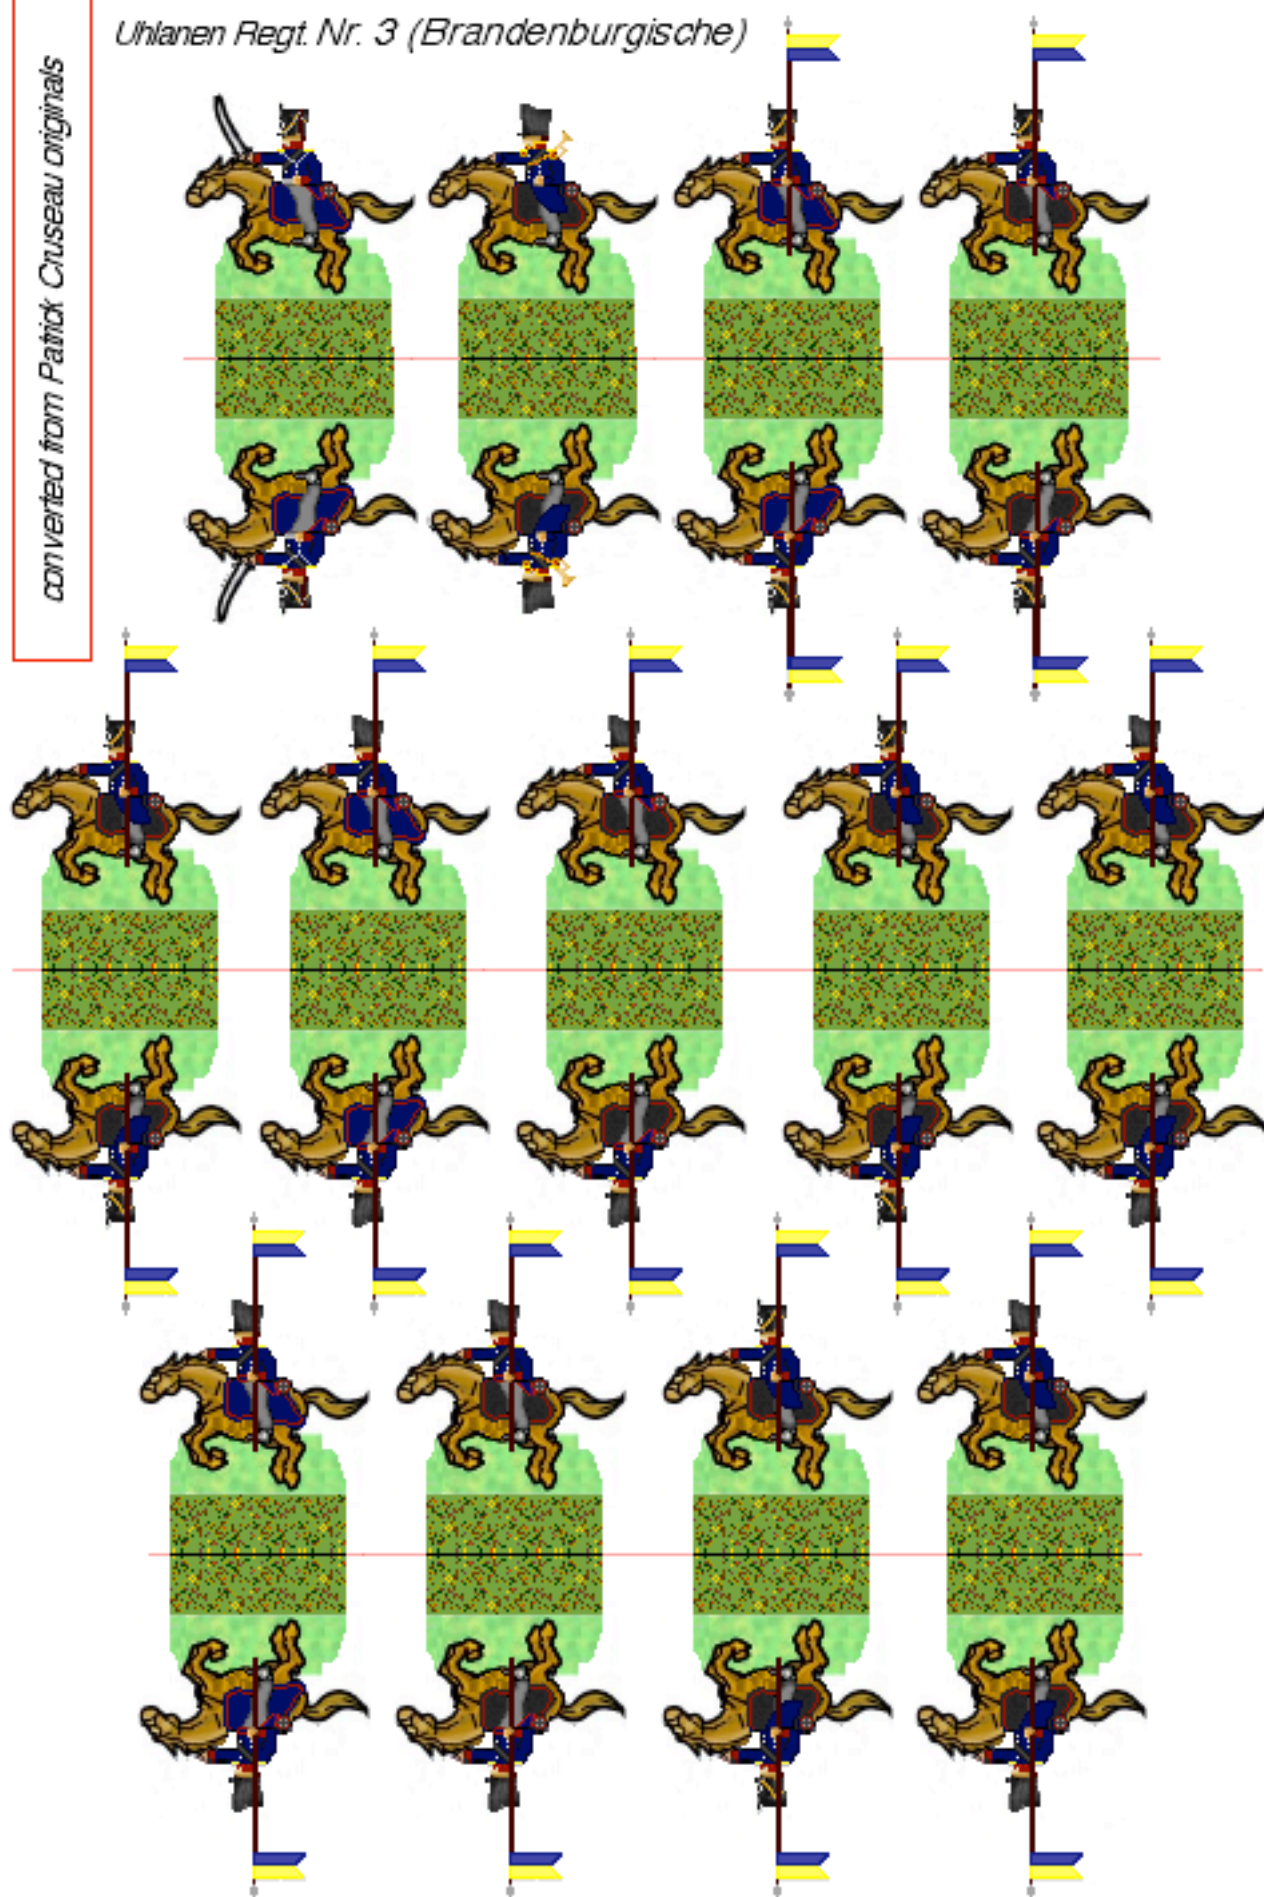 Uhlanen Regt. Nr. 3 (Brandenburgische)
converted from Patrick Cruseau originals